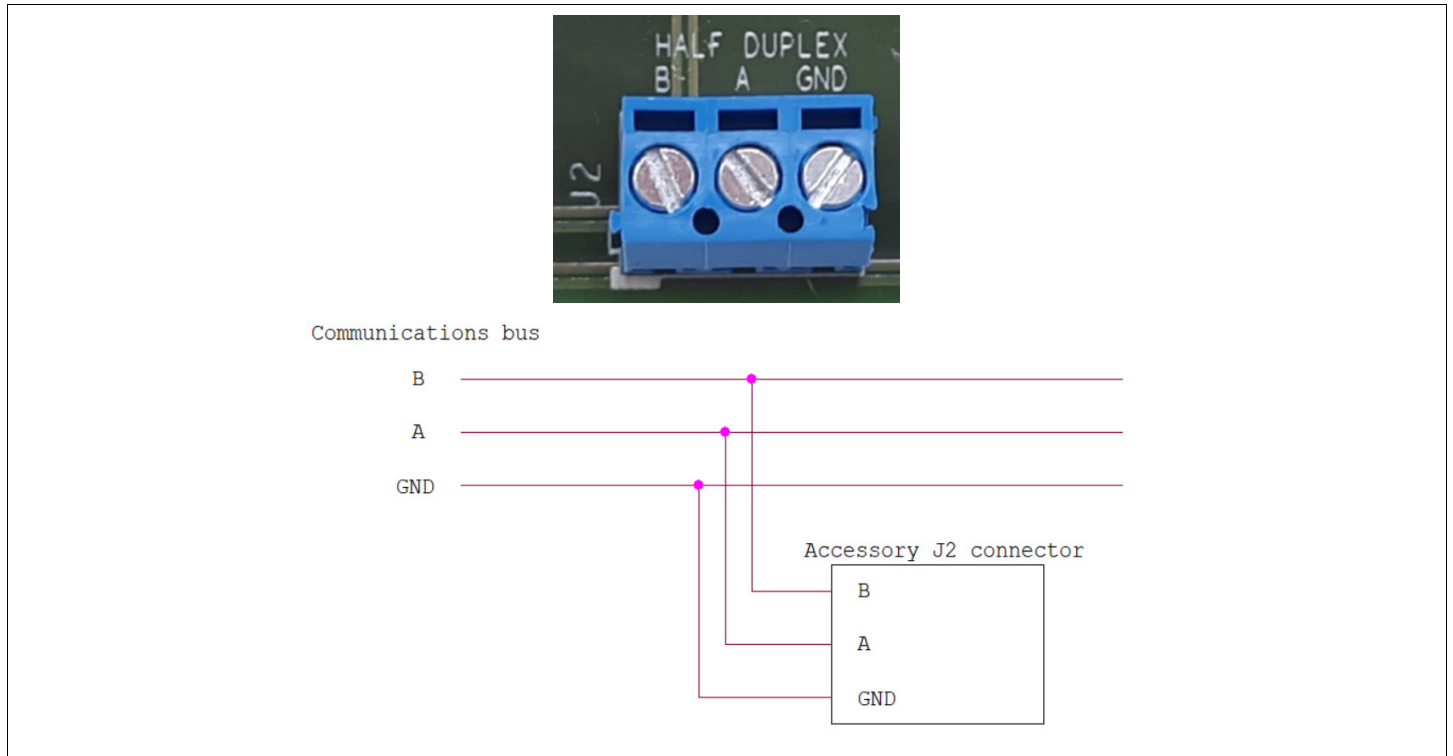 HALF DUPLEX
B A GND
J2
Communications bus
B
A
GND
Accessory J2 connector
B
A
GND